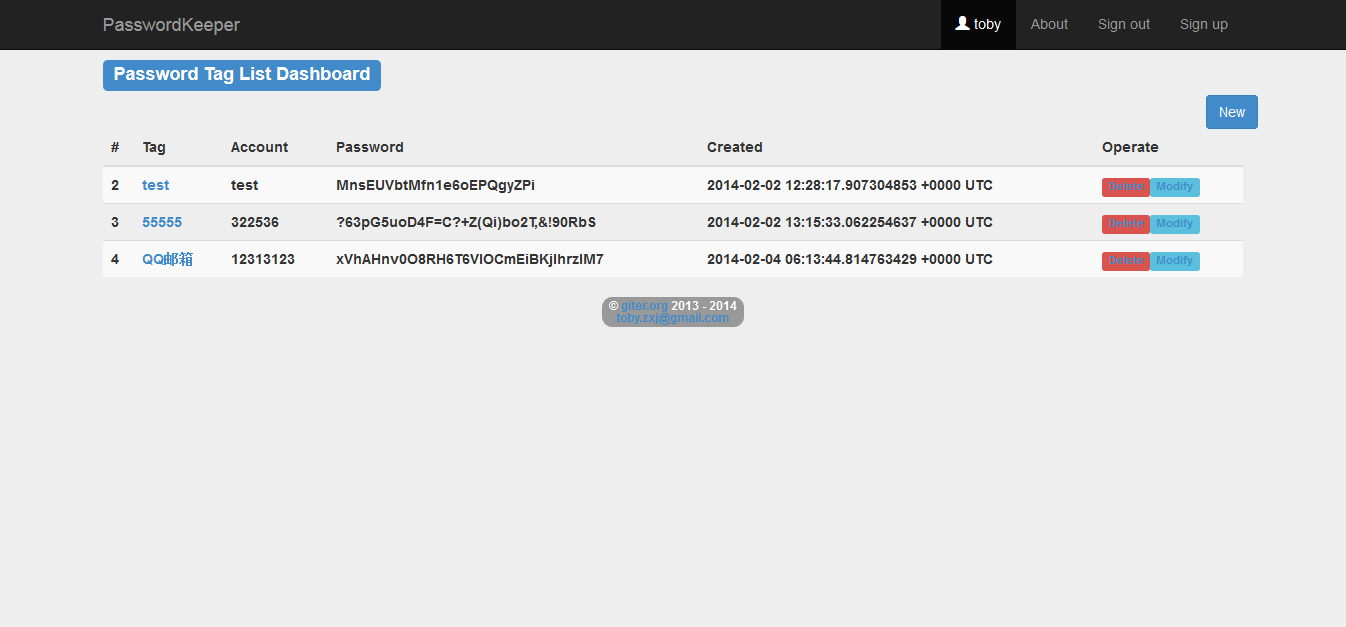 PasswordKeeper toby About Sign out Sign up
Password Tag List Dashboard
New
# Tag Account Password Created Operate
2 test test MnsEUVbtMfn1e6oEPQgyZPi 2014-02-02 12:28:17.907304853 +0000 UTC Delete Modify
3 55555 322536 ?63pG5uoD4F=C?+Z(Qi)bo2T,&!90RbS 2014-02-02 13:15:33.062254637 +0000 UTC Delete Modify
4 QQ邮箱 12313123 xVhAHnv0O8RH6T6VlOCmEiBKjIhrzlM7 2014-02-04 06:13:44.814763429 +0000 UTC Delete Modify
© giter.org 2013 - 2014
toby.zxj@gmail.com